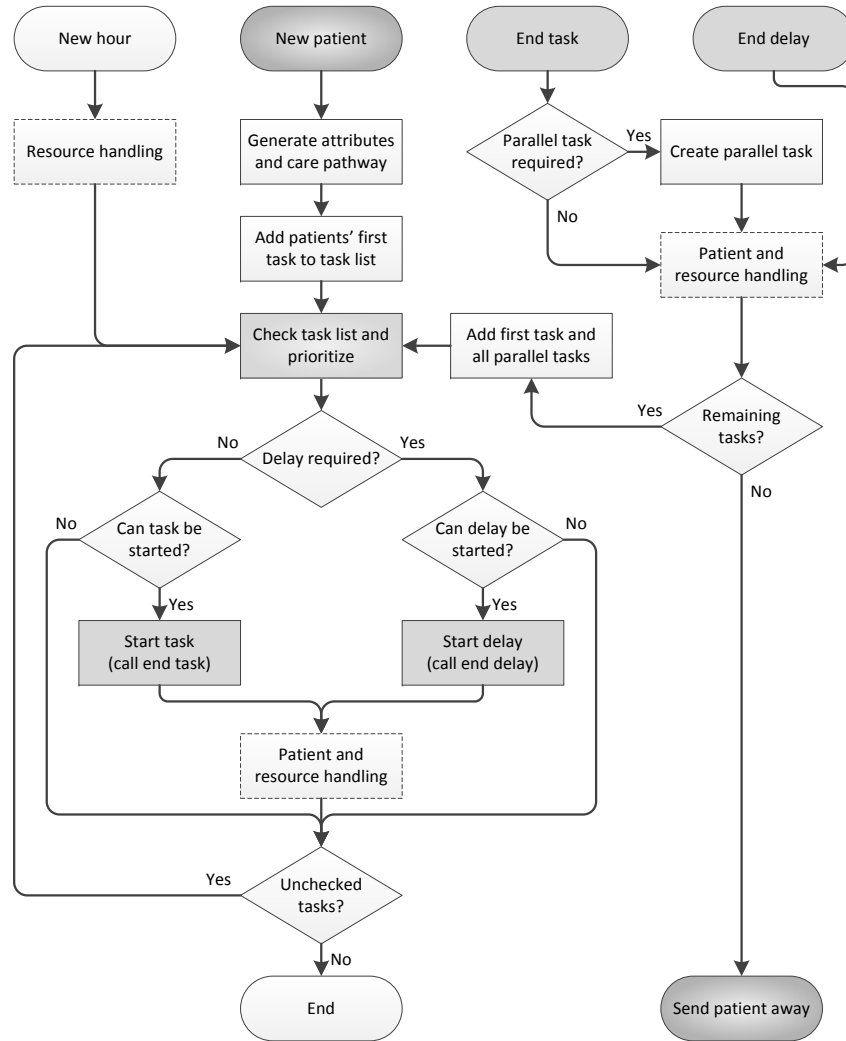 New hour
New patient
End task
End delay
Resource handling
Generate attributes
and care pathway
Parallel task
required?
Yes
Create parallel task
No
Add patients’ first
task to task list
Patient and
resource handling
Check task list and
prioritize
Add first task and
all parallel tasks
Yes
Remaining
tasks?
No
No
Delay required?
Yes
No
Can task be
started?
Can delay be
started?
No
Yes
Yes
Start task
(call end task)
Start delay
(call end delay)
Patient and
resource handling
Yes
Unchecked
tasks?
No
End
Send patient away